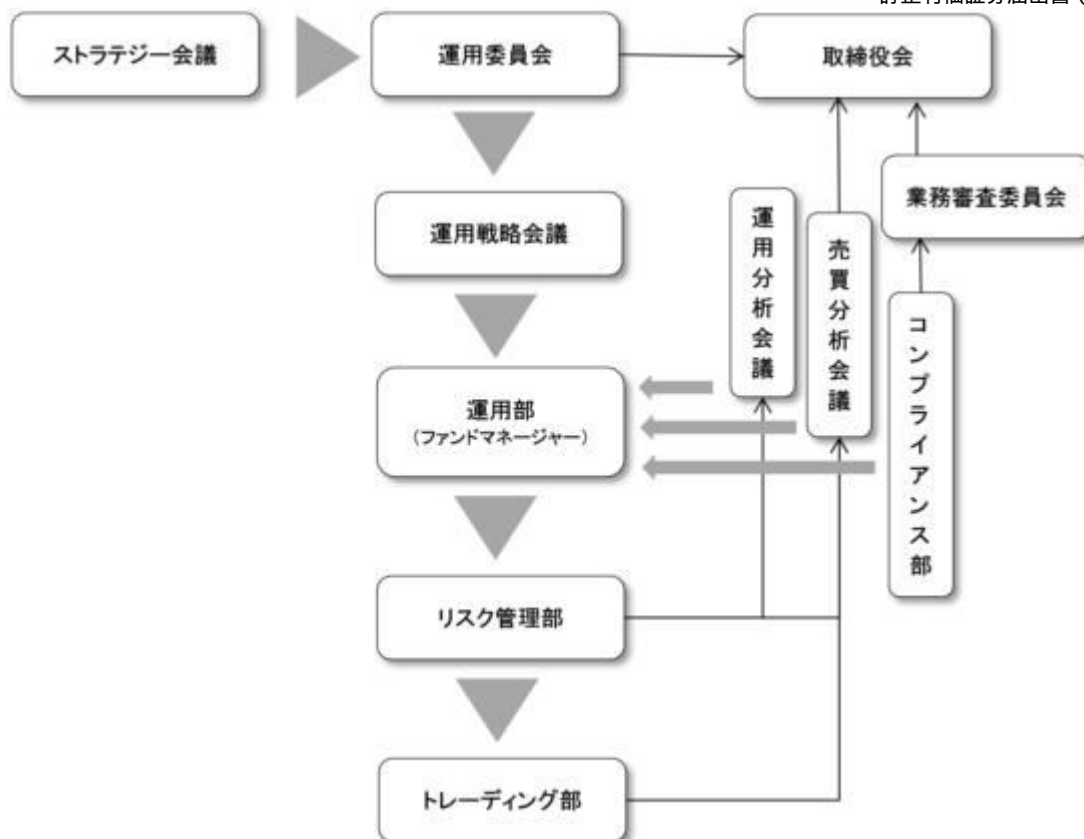 ストラテジー会議
運用委員会
取締役会
業務審査委員会
運用戦略会議
運用分析会議
売買分析会議
コンプライアンス部
運用部
（ファンドマネージャー）
リスク管理部
トレーディング部